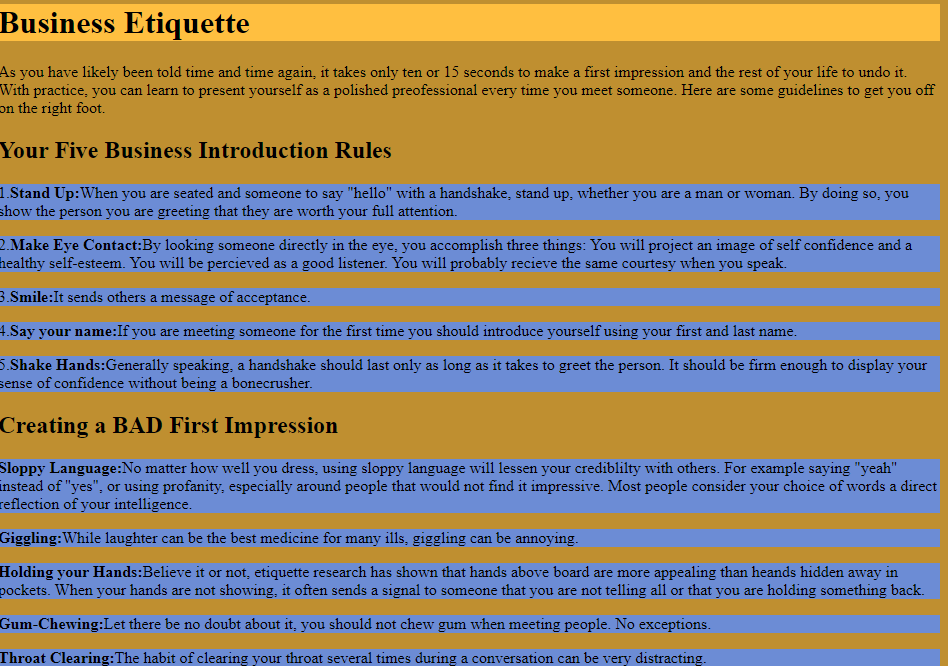 Business Etiquette
As you have likely been told time and time again, it takes only ten or 15 seconds to make a first impression and the rest of your life to undo it.
With practice, you can learn to present yourself as a polished preofessional every time you meet someone. Here are some guidelines to get you off
on the right foot.
Your Five Business Introduction Rules
1.Stand Up:When you are seated and someone to say "hello" with a handshake, stand up, whether you are a man or woman. By doing so, you
show the person you are greeting that they are worth your full attention.
2.Make Eye Contact:By looking someone directly in the eye, you accomplish three things: You will project an image of self confidence and a
healthy self-esteem. You will be percieved as a good listener. You will probably recieve the same courtesy when you speak.
3.Smile:It sends others a message of acceptance.
4.Say your name:If you are meeting someone for the first time you should introduce yourself using your first and last name.
5.Shake Hands:Generally speaking, a handshake should last only as long as it takes to greet the person. It should be firm enough to display your
sense of confidence without being a bonecrusher.
Creating a BAD First Impression
Sloppy Language:No matter how well you dress, using sloppy language will lessen your crediblilty with others. For example saying "yeah"
instead of "yes", or using profanity, especially around people that would not find it impressive. Most people consider your choice of words a direct
reflection of your intelligence.
Giggling:While laughter can be the best medicine for many ills, giggling can be annoying.
Holding your Hands:Believe it or not, etiquette research has shown that hands above board are more appealing than heands hidden away in
pockets. When your hands are not showing, it often sends a signal to someone that you are not telling all or that you are holding something back.
Gum-Chewing:Let there be no doubt about it, you should not chew gum when meeting people. No exceptions.
Throat Clearing:The habit of clearing your throat several times during a conversation can be very distracting.